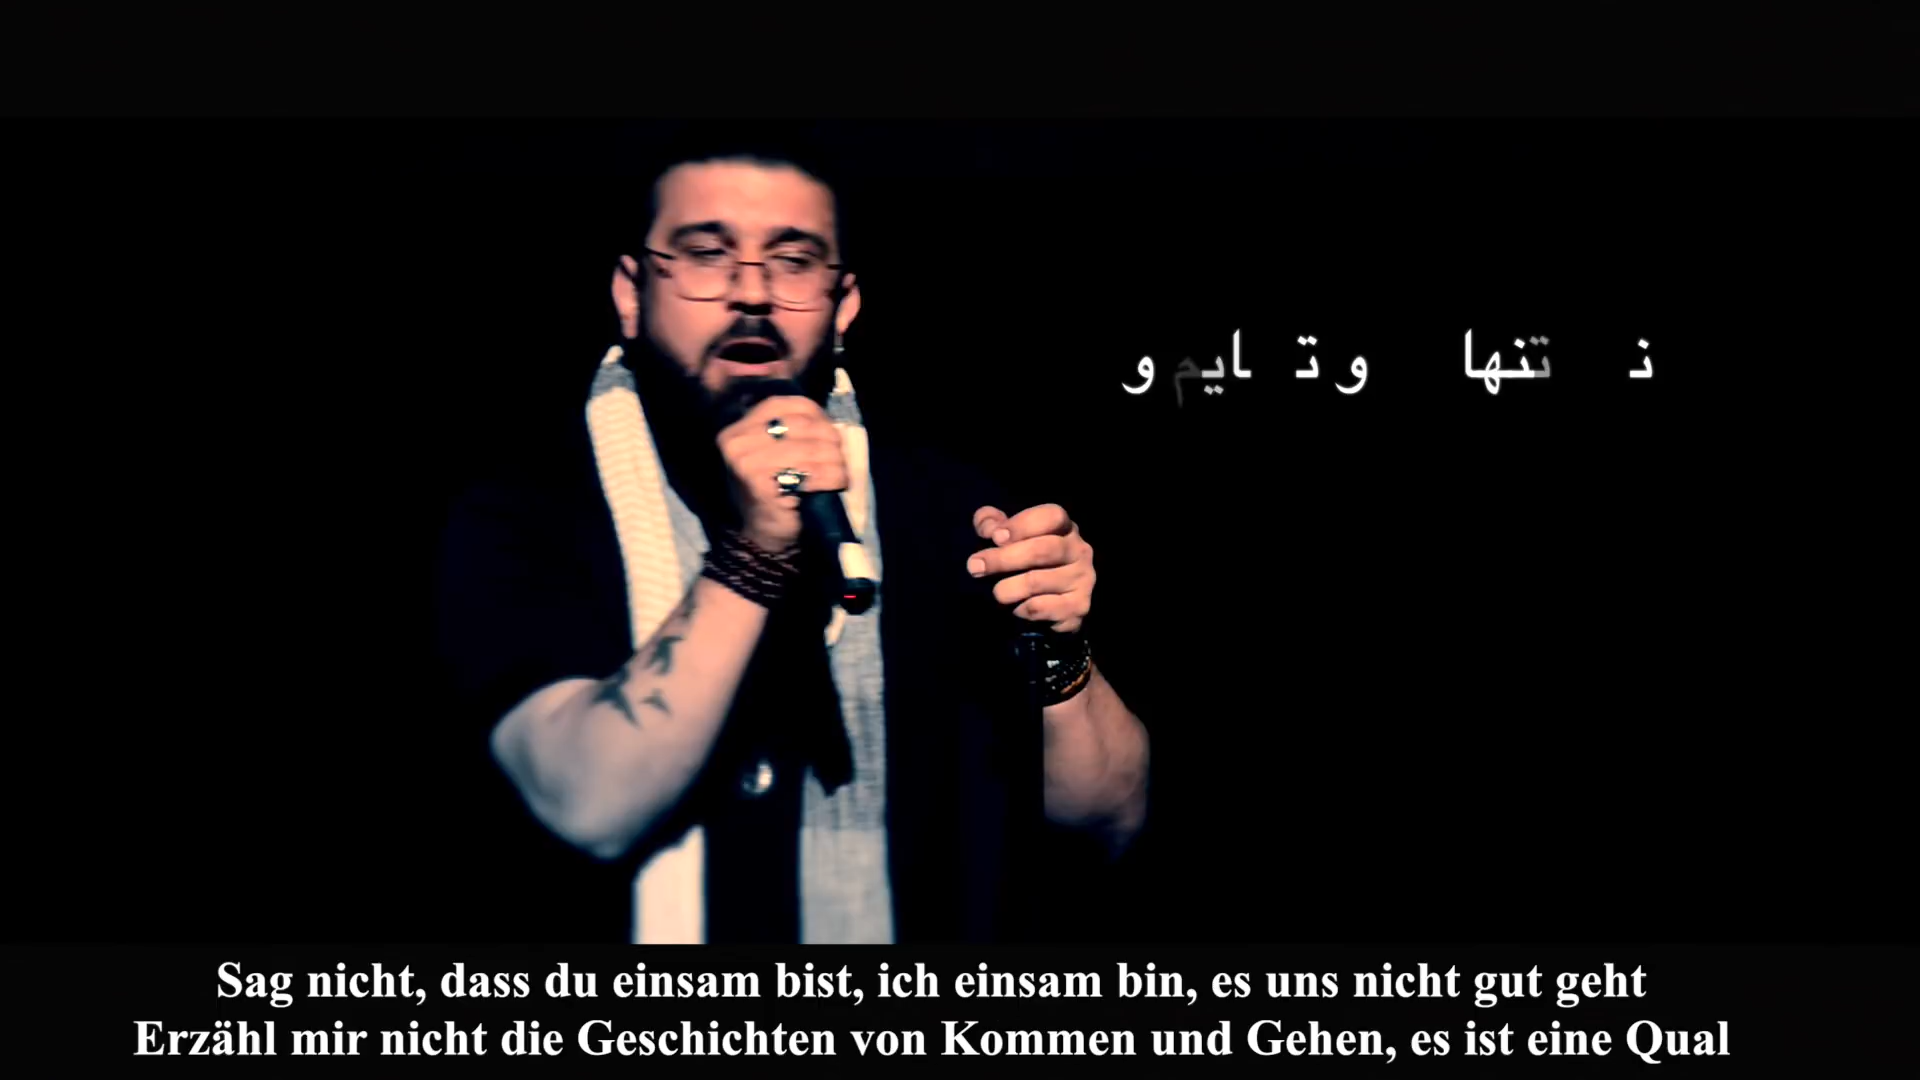 Sag nicht, dass du einsam bist, ich einsam bin, es uns nicht gut geht
Erzähl mir nicht die Geschichten von Kommen und Gehen, es ist eine Qual